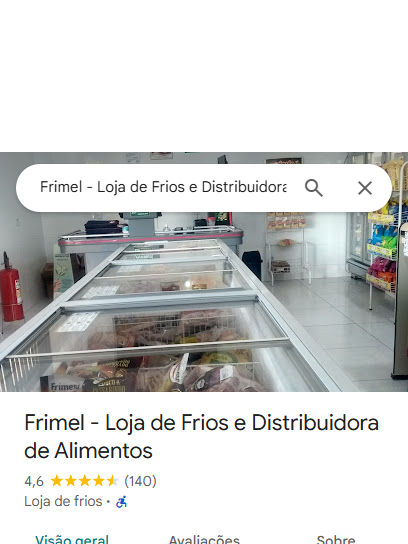 Frimel - Loja de Frios e Distribuidora
Frimesa
Frimel - Loja de Frios e Distribuidora
de Alimentos
4,6 (140)
Loja de frios ·
Visão geral Avaliações Sobre